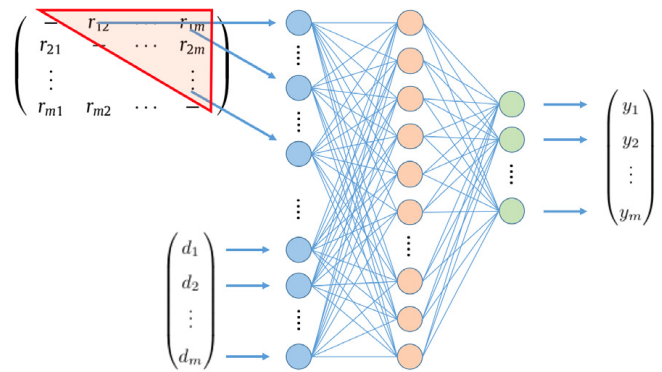 – r₁₂ ⋯ r₁ₘ
r₂₁ – ⋯ r₂ₘ
⋮ ⋮
rₘ₁ rₘ₂ ⋯ –
d₁
d₂
⋮
dₘ
y₁
y₂
⋮
yₘ